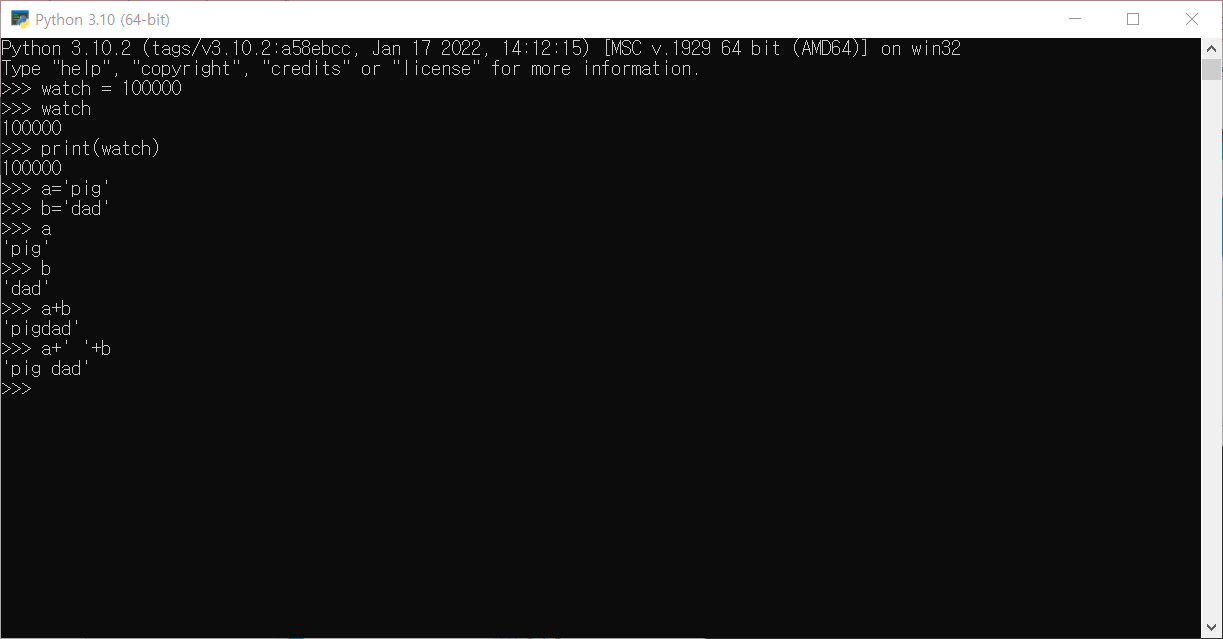 Python 3.10 (64-bit)
Python 3.10.2 (tags/v3.10.2:a58ebcc, Jan 17 2022, 14:12:15) [MSC v.1929 64 bit (AMD64)] on win32
Type "help", "copyright", "credits" or "license" for more information.
>>> watch = 100000
>>> watch
100000
>>> print(watch)
100000
>>> a='pig'
>>> b='dad'
>>> a
'pig'
>>> b
'dad'
>>> a+b
'pigdad'
>>> a+' '+b
'pig dad'
>>>